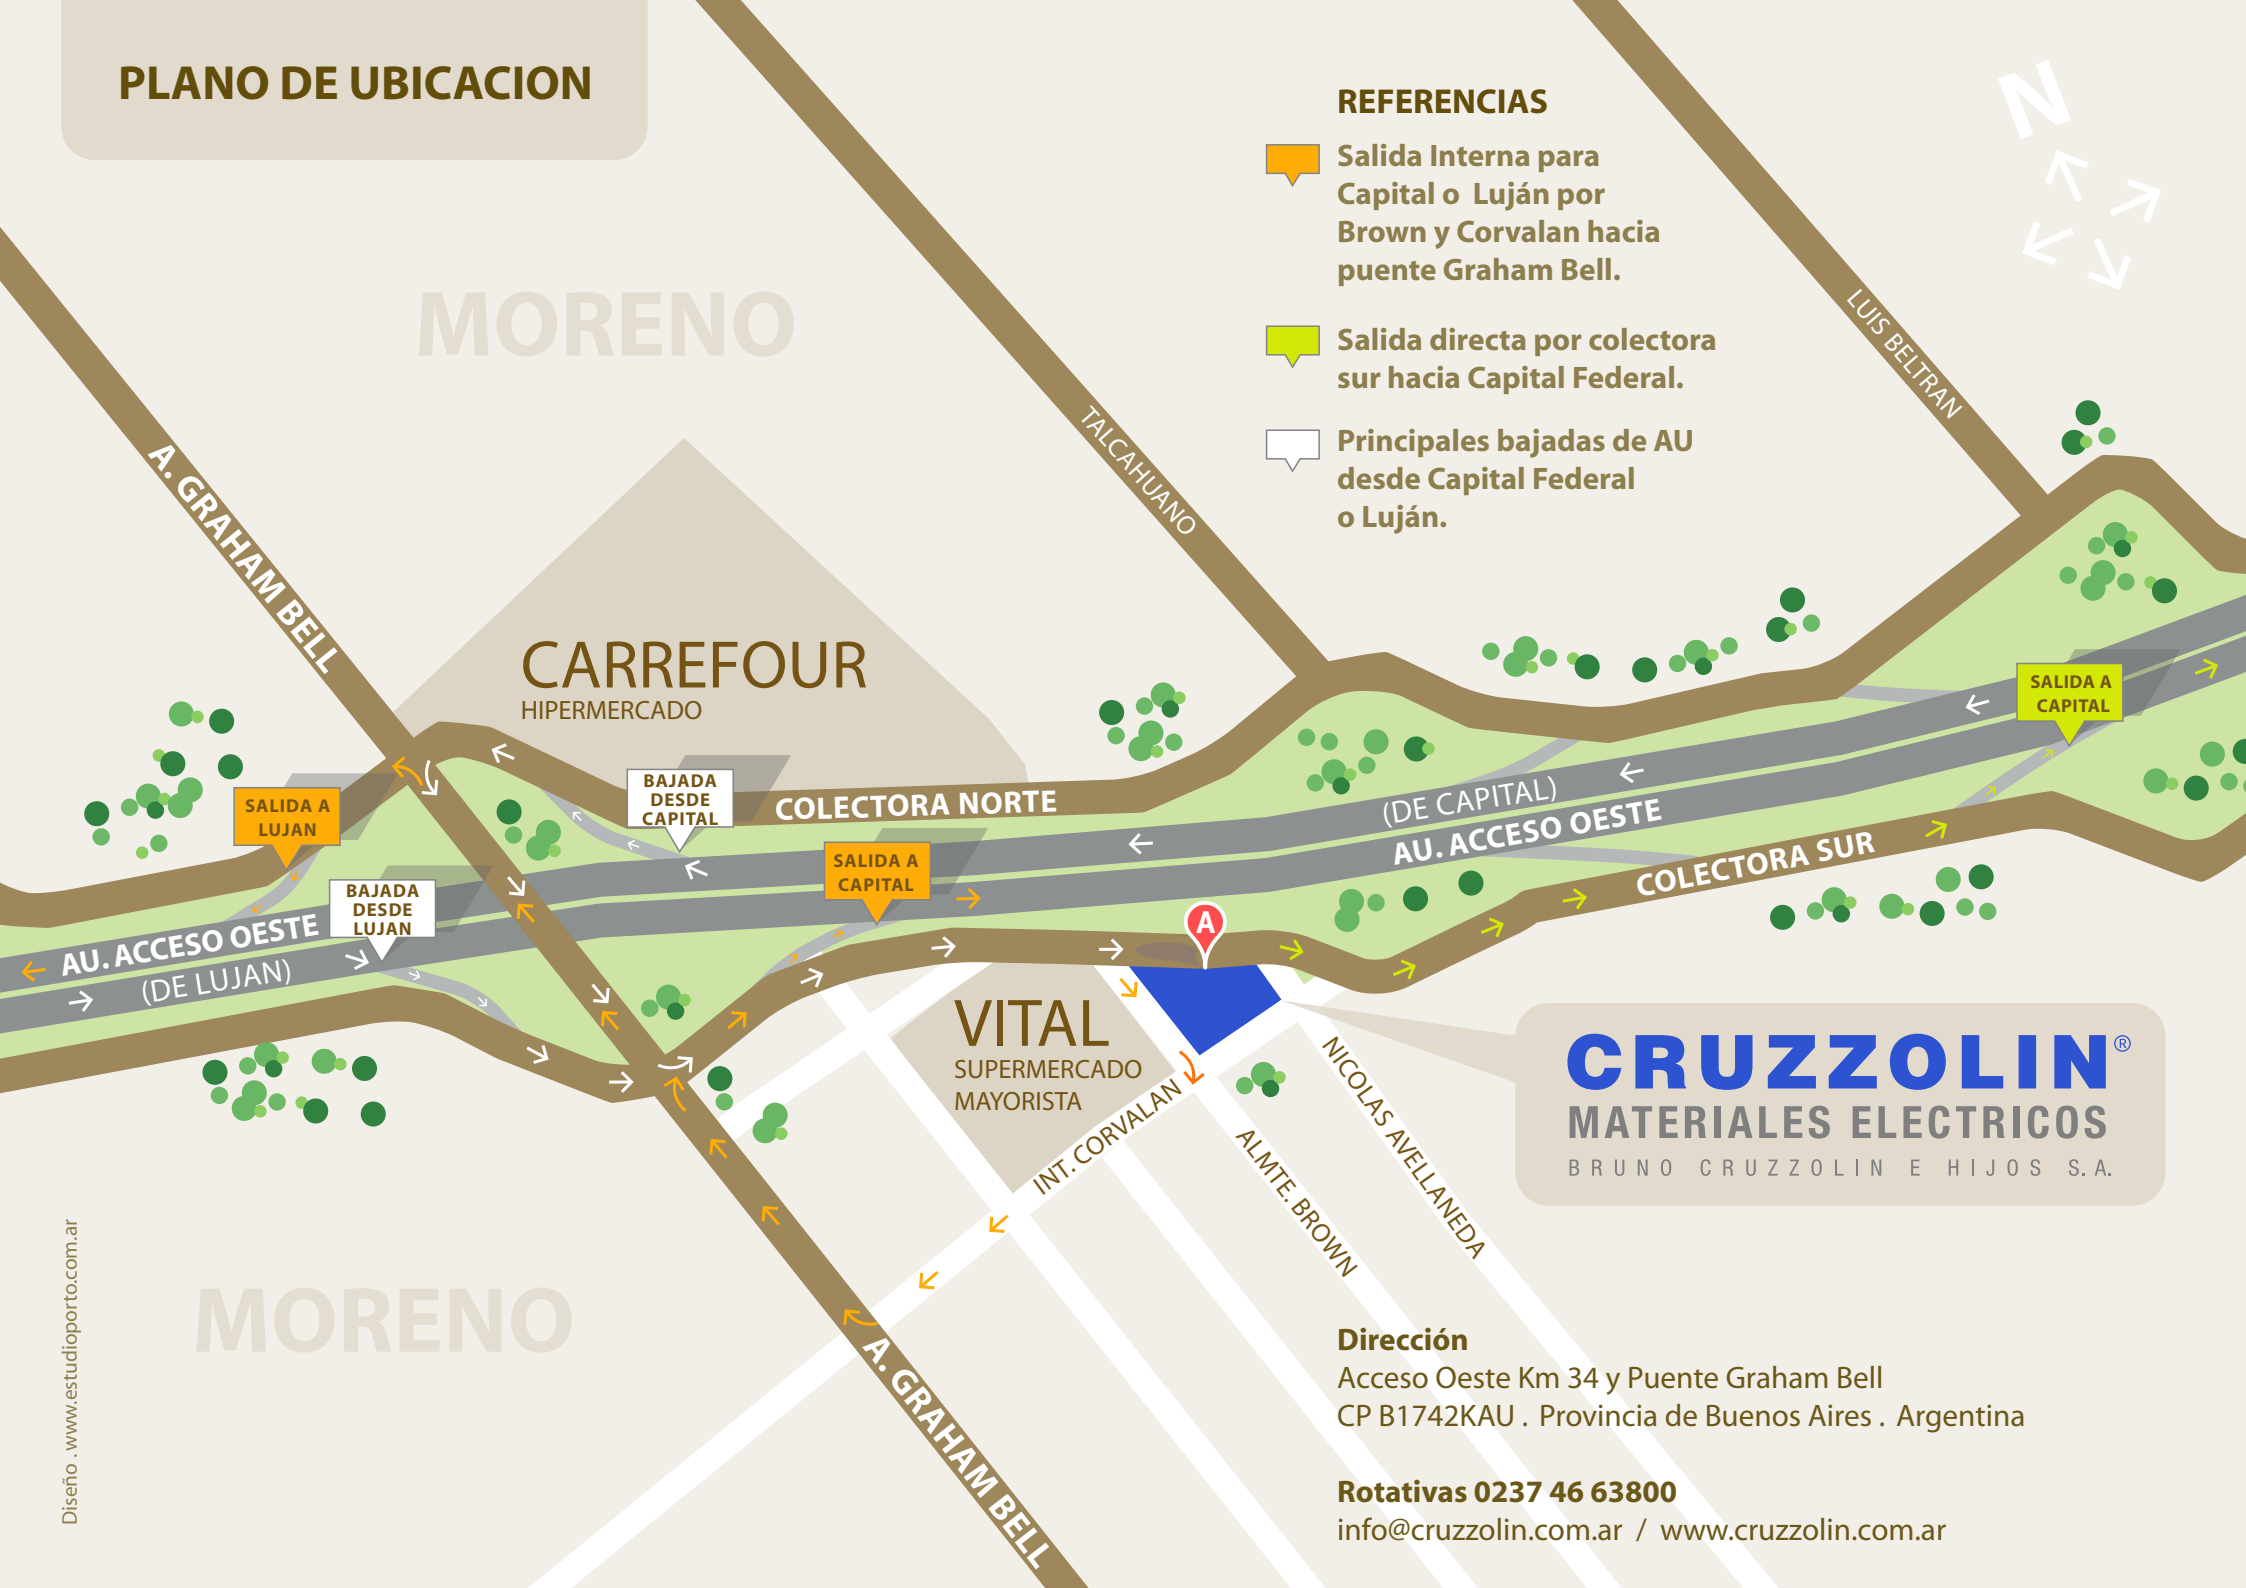 PLANO DE UBICACION
REFERENCIAS
Salida Interna para
Capital o Luján por
Brown y Corvalan hacia
puente Graham Bell.
Salida directa por colectora
sur hacia Capital Federal.
Principales bajadas de AU
desde Capital Federal
o Luján.
N
MORENO
LUIS BELTRAN
TALCAHUANO
A. GRAHAM BELL
CARREFOUR
HIPERMERCADO
SALIDA A
CAPITAL
BAJADA
DESDE
CAPITAL
COLECTORA NORTE
(DE CAPITAL)
AU. ACCESO OESTE
SALIDA A
LUJAN
SALIDA A
CAPITAL
COLECTORA SUR
BAJADA
DESDE
LUJAN
AU. ACCESO OESTE
(DE LUJAN)
A
VITAL
SUPERMERCADO
MAYORISTA
INT. CORVALAN
ALMTE. BROWN
NICOLAS AVELLANEDA
CRUZZOLIN®
MATERIALES ELECTRICOS
BRUNO CRUZZOLIN E HIJOS S.A.
MORENO
A. GRAHAM BELL
Dirección
Acceso Oeste Km 34 y Puente Graham Bell
CP B1742KAU . Provincia de Buenos Aires . Argentina
Rotativas 0237 46 63800
info@cruzzolin.com.ar / www.cruzzolin.com.ar
Diseño . www.estudioporto.com.ar